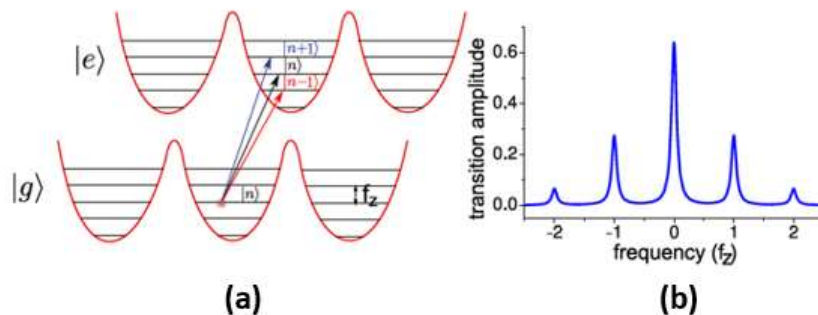 |e⟩
|n+1⟩
|n⟩
|n−1⟩
|g⟩
|n⟩
f_z
(a)
transition amplitude
0.6
0.4
0.2
0.0
-2
-1
0
1
2
frequency (f_z)
(b)